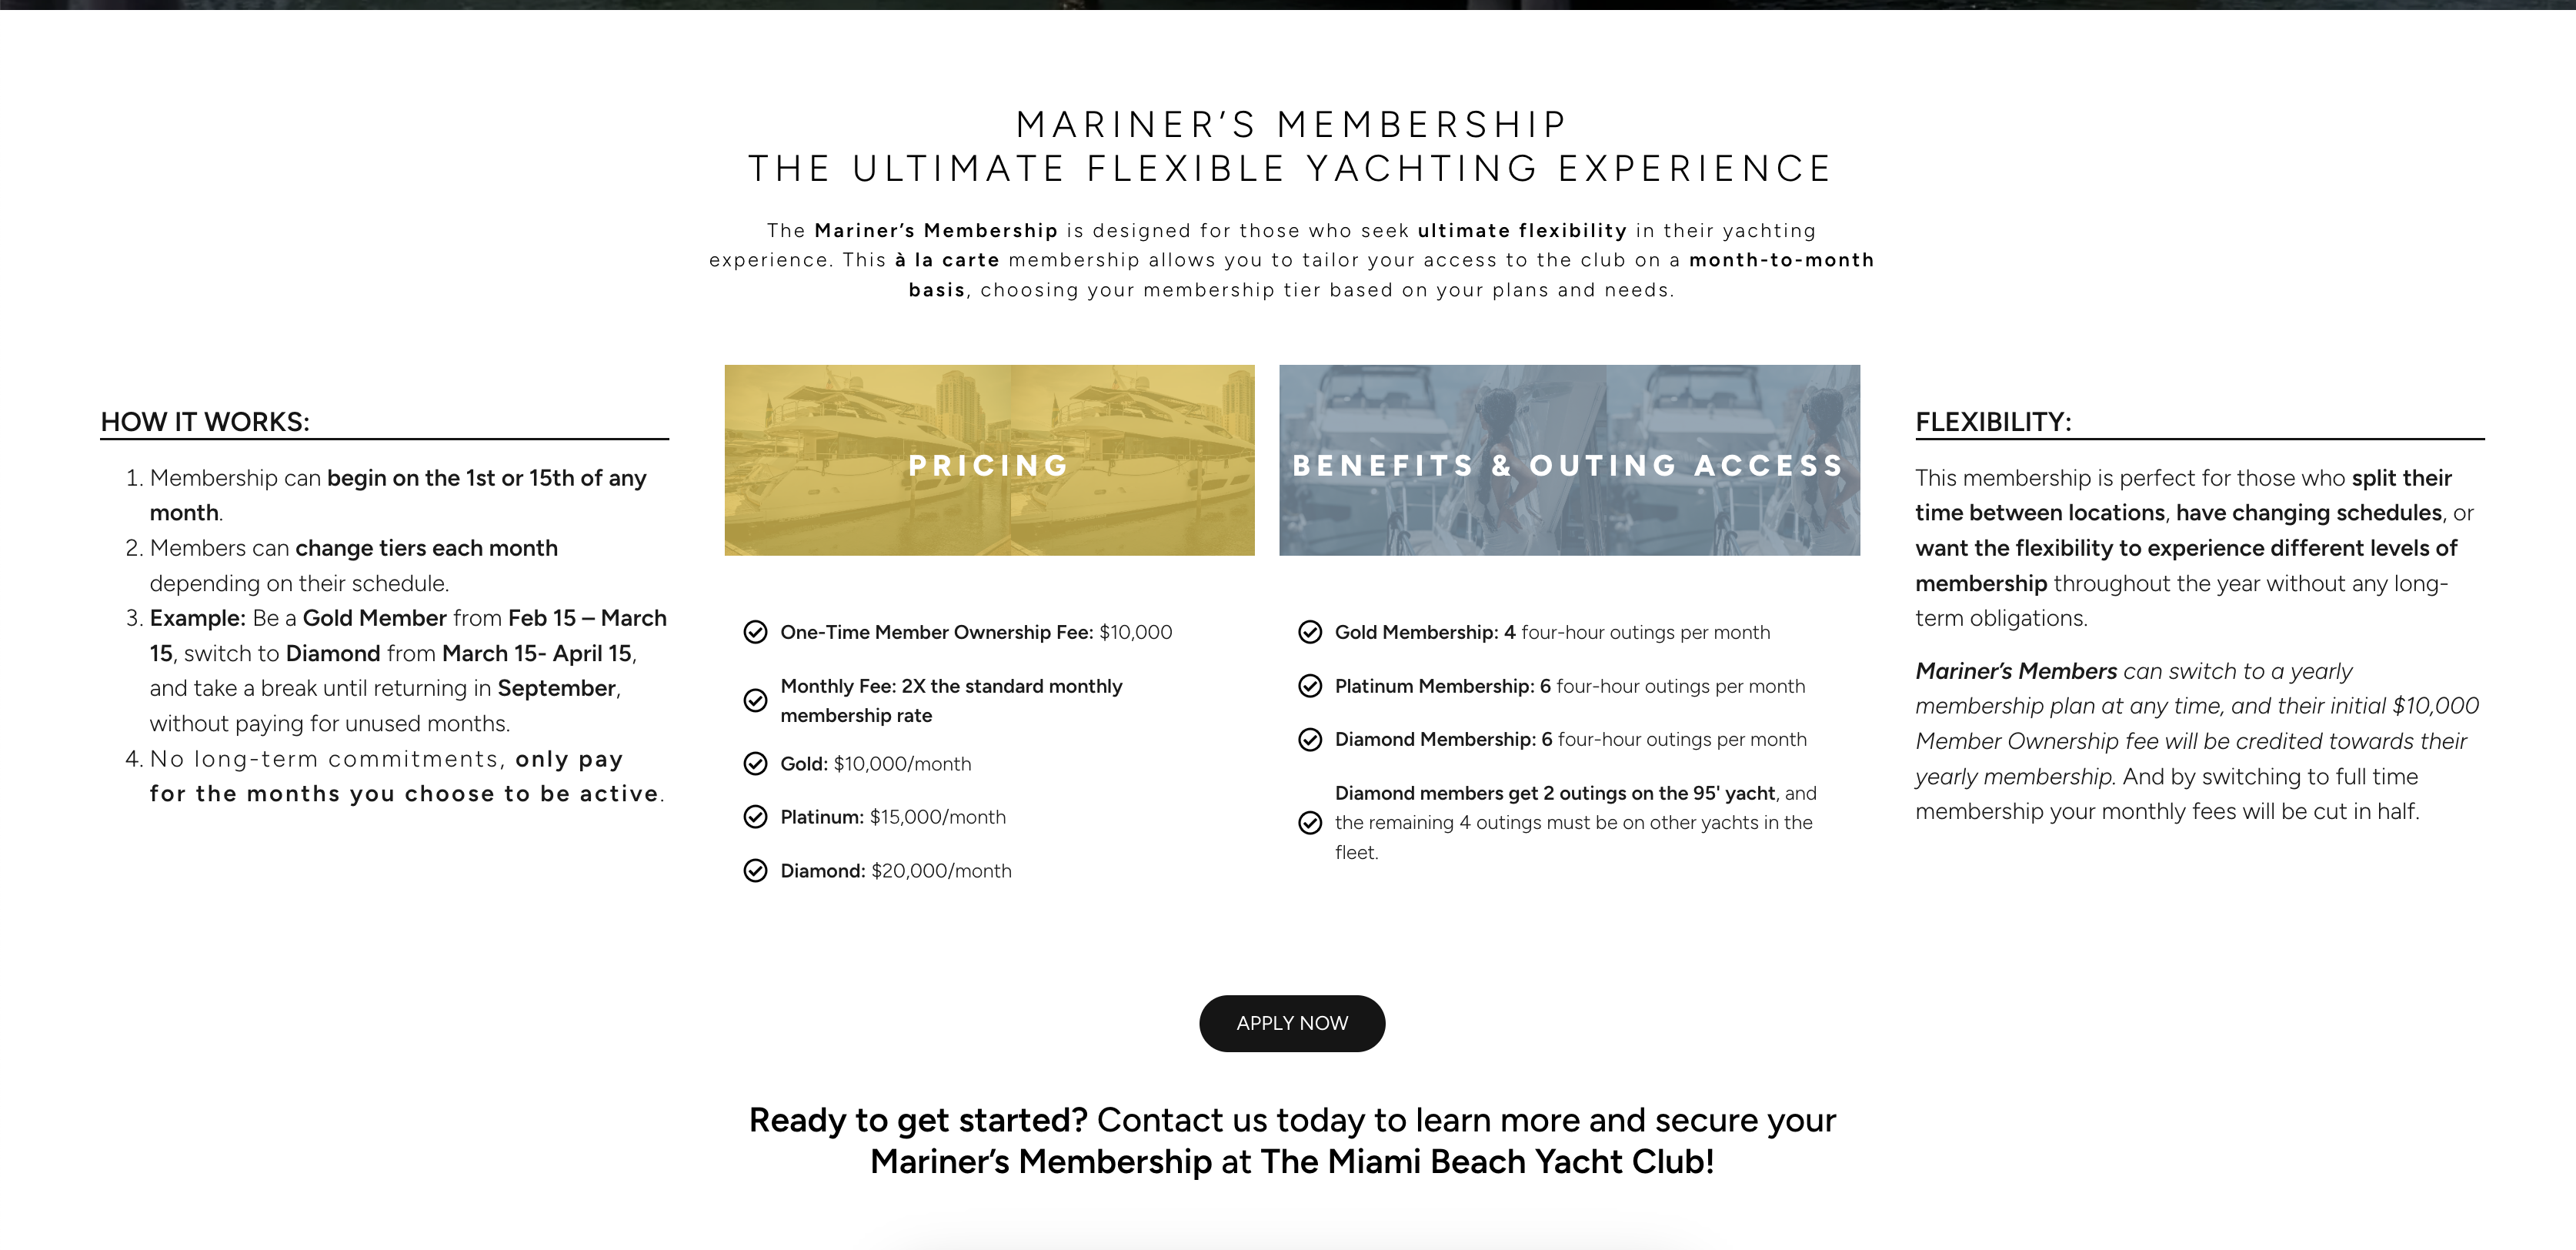 MARINER’S MEMBERSHIP
THE ULTIMATE FLEXIBLE YACHTING EXPERIENCE
The Mariner’s Membership is designed for those who seek ultimate flexibility in their yachting
experience. This à la carte membership allows you to tailor your access to the club on a month-to-month
basis, choosing your membership tier based on your plans and needs.
HOW IT WORKS:
1. Membership can begin on the 1st or 15th of any
month.
2. Members can change tiers each month
depending on their schedule.
3. Example: Be a Gold Member from Feb 15 – March
15, switch to Diamond from March 15- April 15,
and take a break until returning in September,
without paying for unused months.
4. No long-term commitments, only pay
for the months you choose to be active.
PRICING
One-Time Member Ownership Fee: $10,000
Monthly Fee: 2X the standard monthly
membership rate
Gold: $10,000/month
Platinum: $15,000/month
Diamond: $20,000/month
BENEFITS & OUTING ACCESS
Gold Membership: 4 four-hour outings per month
Platinum Membership: 6 four-hour outings per month
Diamond Membership: 6 four-hour outings per month
Diamond members get 2 outings on the 95' yacht, and
the remaining 4 outings must be on other yachts in the
fleet.
FLEXIBILITY:
This membership is perfect for those who split their
time between locations, have changing schedules, or
want the flexibility to experience different levels of
membership throughout the year without any long-
term obligations.
Mariner’s Members can switch to a yearly
membership plan at any time, and their initial $10,000
Member Ownership fee will be credited towards their
yearly membership. And by switching to full time
membership your monthly fees will be cut in half.
APPLY NOW
Ready to get started? Contact us today to learn more and secure your
Mariner’s Membership at The Miami Beach Yacht Club!